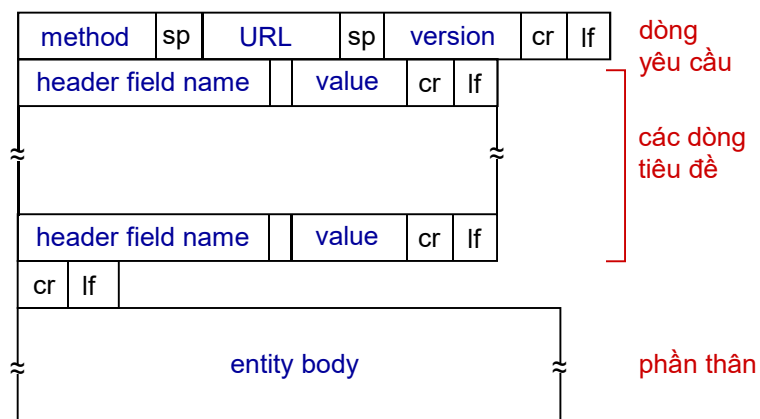 method sp URL sp version cr lf
dòng
yêu cầu
header field name value cr lf
các dòng
tiêu đề
header field name value cr lf
cr lf
entity body
phần thân